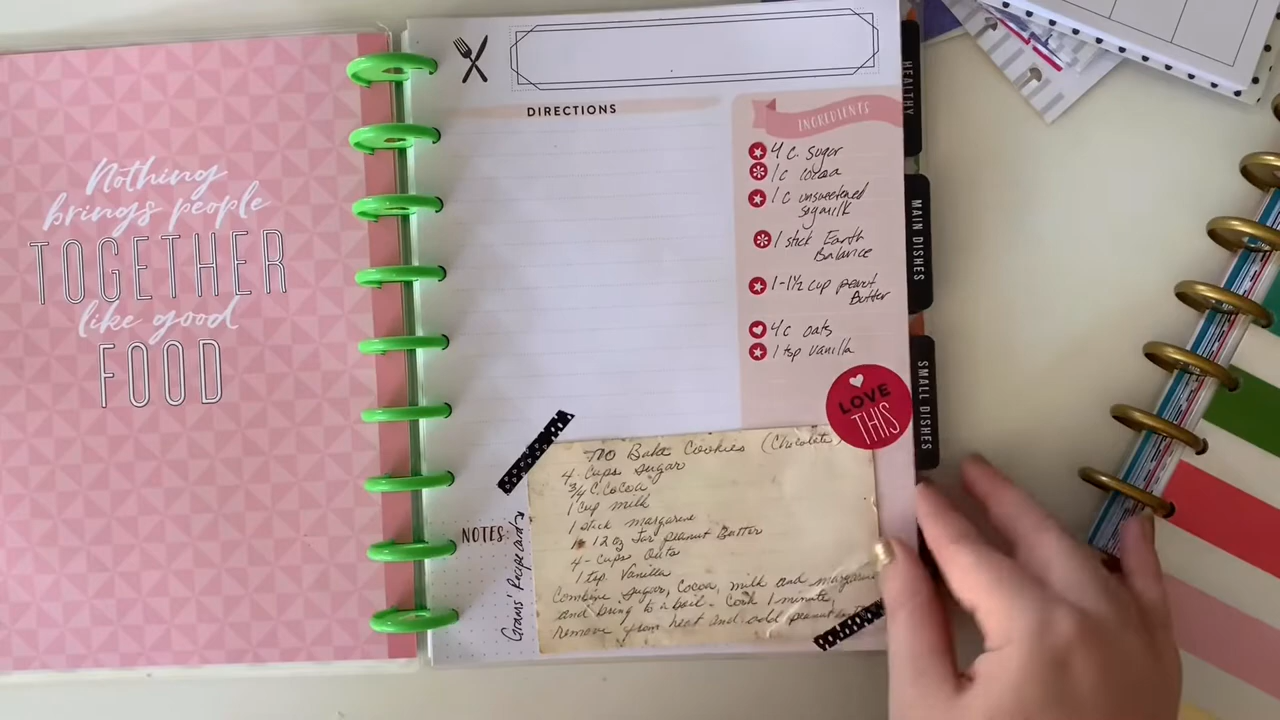 Nothing
brings people
TOGETHER
like good
FOOD
DIRECTIONS
INGREDIENTS
4 c. sugar
1 c cocoa
1 c unsweetened
soymilk
1 stick Earth
Balance
1-1½ cup penut
Butter
4 c oats
1 tsp vanilla
LOVE
THIS
NOTES
Grams' Recipe Card
No Bake Cookies (Chocolate)
4 Cups Sugar
3/4 C. Cocoa
1 Cup milk
1 stick margarine
1 12 oz Jar peanut Butter
4 - Cups Oats
1 tsp Vanilla
Combine Sugar, Cocoa, milk and margarine
and bring to a boil. Cook 1 minute,
remove from heat and add peanut
HEALTHY
MAIN DISHES
SMALL DISHES